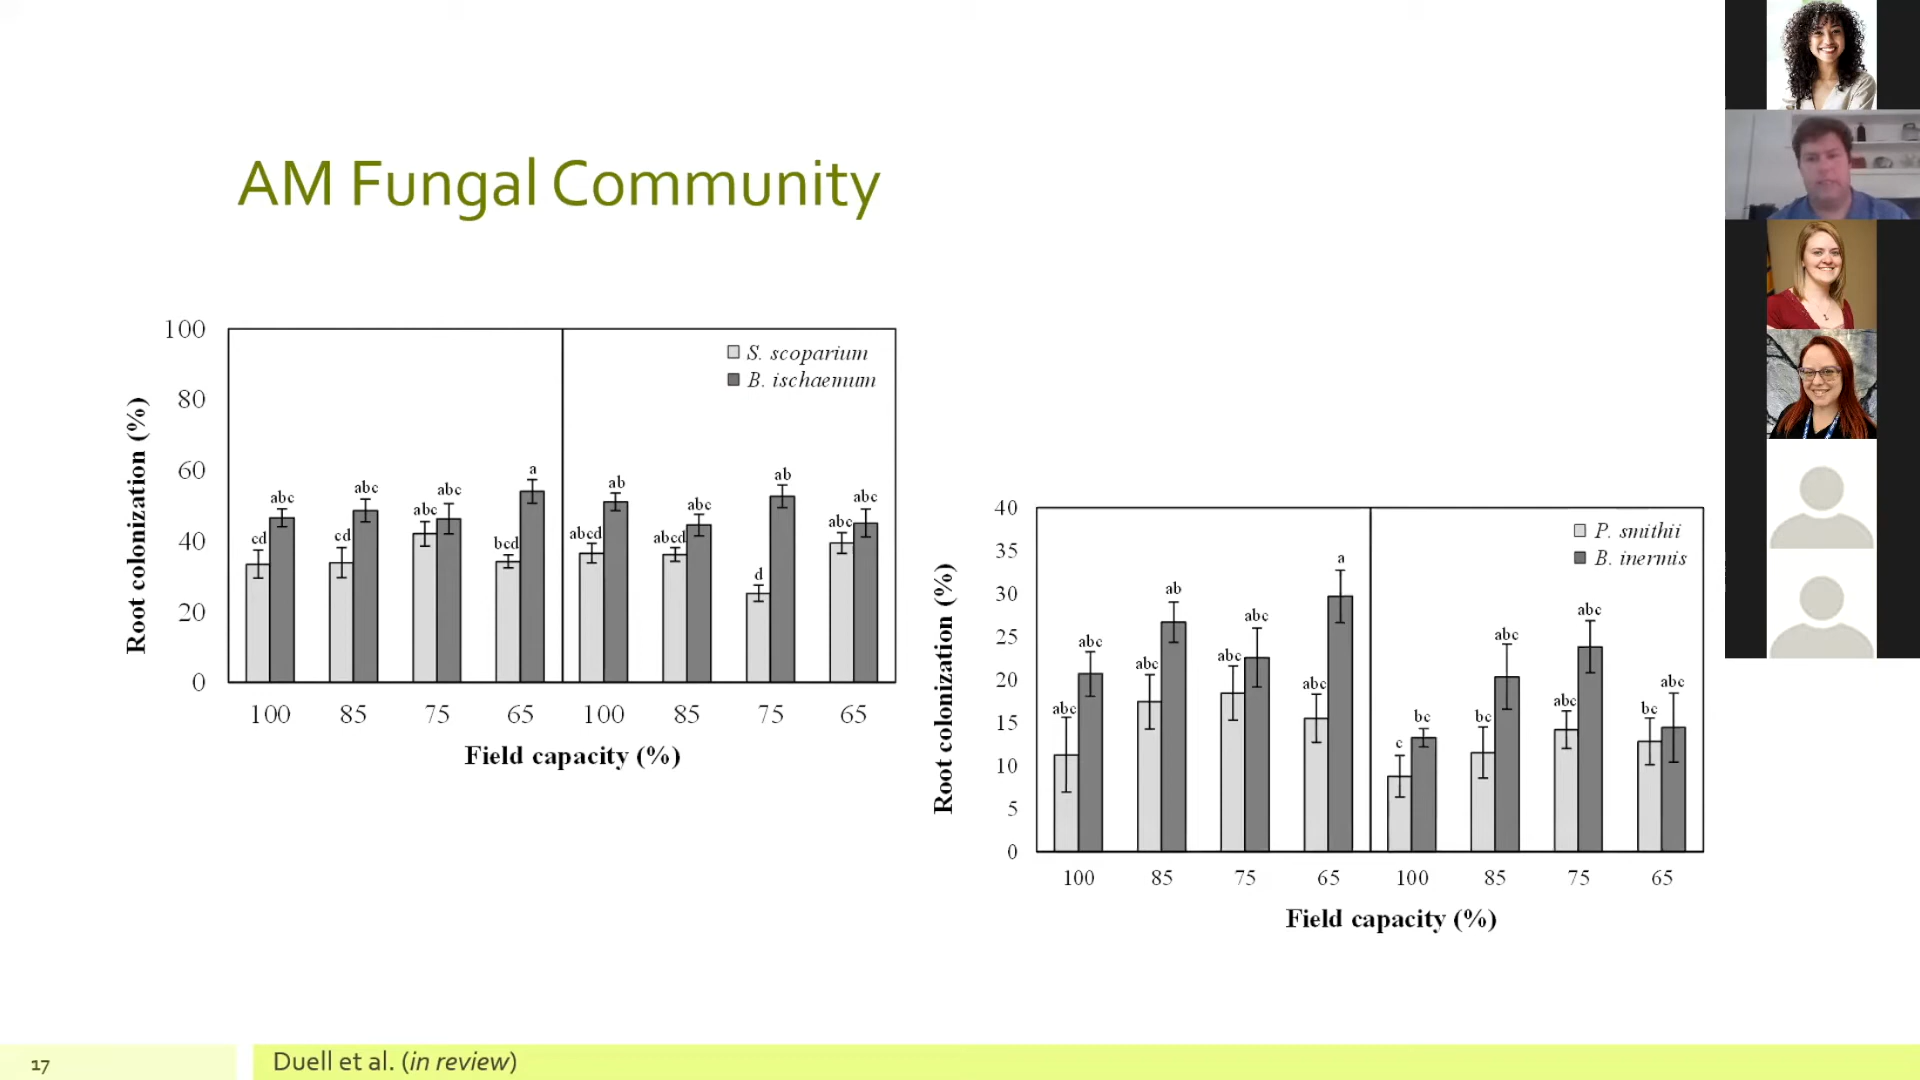 AM Fungal Community
Root colonization (%)
100
80
60
40
20
0
S. scoparium
B. ischaemum
cd
abc
cd
abc
abc
abc
bcd
a
abcd
ab
abcd
abc
d
ab
abc
abc
100 85 75 65 100 85 75 65
Field capacity (%)
Root colonization (%)
40
35
30
25
20
15
10
5
0
P. smithii
B. inermis
abc
abc
abc
ab
abc
abc
abc
a
c
bc
bc
abc
abc
abc
bc
abc
100 85 75 65 100 85 75 65
Field capacity (%)
17
Duell et al. (in review)